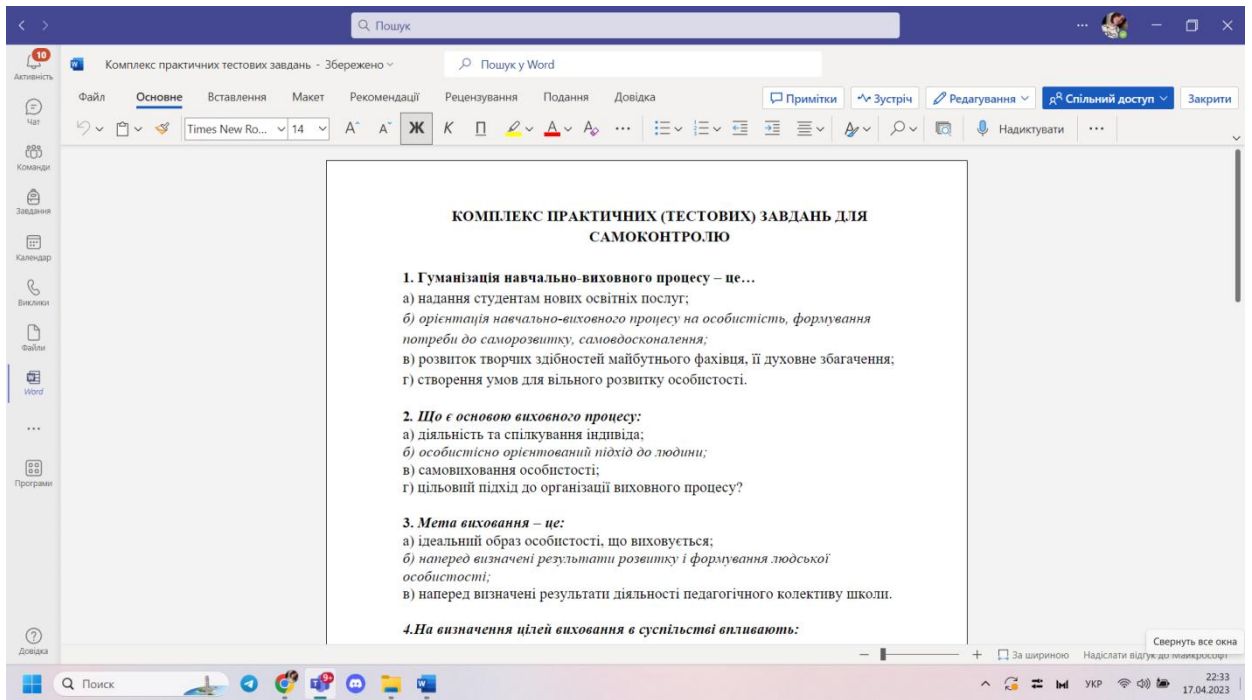 Пошук
10
Активність
Чат
Команди
Завдання
Календар
Виклики
Файли
Word
Програми
Довідка
Комплекс практичних тестових завдань - Збережено
Пошук у Word
Файл Основне Вставлення Макет Рекомендації Рецензування Подання Довідка
Примітки Зустріч Редагування Спільний доступ Закрити
Times New Ro... 14 Ж К П Надиктувати
КОМПЛЕКС ПРАКТИЧНИХ (ТЕСТОВИХ) ЗАВДАНЬ ДЛЯ
САМОКОНТРОЛЮ
1. Гуманізація навчально-виховного процесу – це…
а) надання студентам нових освітніх послуг;
б) орієнтація навчально-виховного процесу на особистість, формування
потреби до саморозвитку, самовдосконалення;
в) розвиток творчих здібностей майбутнього фахівця, її духовне збагачення;
г) створення умов для вільного розвитку особистості.
2. Що є основою виховного процесу:
а) діяльність та спілкування індивіда;
б) особистісно орієнтований підхід до людини;
в) самовиховання особистості;
г) цільовий підхід до організації виховного процесу?
3. Мета виховання – це:
а) ідеальний образ особистості, що виховується;
б) наперед визначені результати розвитку і формування людської
особистості;
в) наперед визначені результати діяльності педагогічного колективу школи.
4.На визначення цілей виховання в суспільстві впливають:
Свернуть все окна
За шириною Надіслати відгук до Майкрософт
Поиск
9+
УКР
22:33
17.04.2023